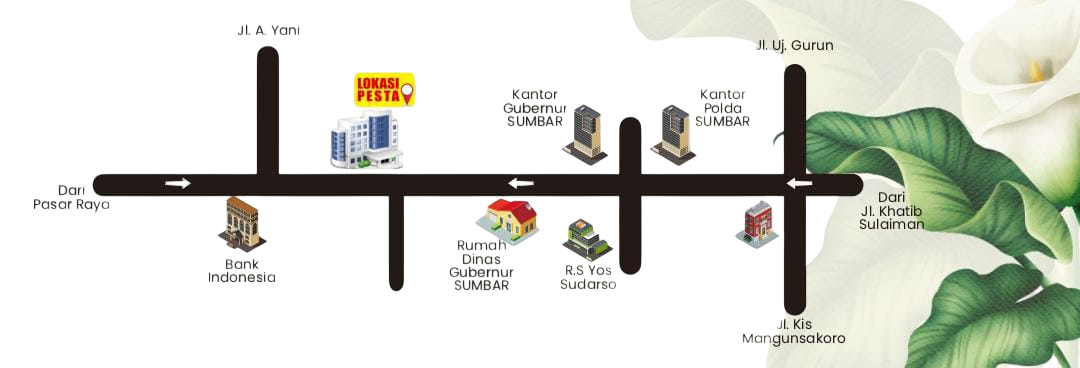 Jl. A. Yani
LOKASI
PESTA
Kantor
Gubernur
SUMBAR
Kantor
Polda
SUMBAR
Jl. Uj. Gurun
Dari
Pasar Raya
Bank
Indonesia
Rumah
Dinas
Gubernur
SUMBAR
R.S Yos
Sudarso
Dari
Jl. Khatib
Sulaiman
Jl. Kis
Mangunsakoro